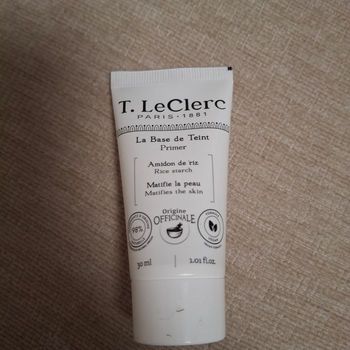 T. LeClerc
PARIS • 1881
La Base de Teint
Primer
Amidon de riz
Rice starch
Matifie la peau
Matifies the skin
98%
Origine
OFFICINALE
30 ml
1.01 fl.oz.